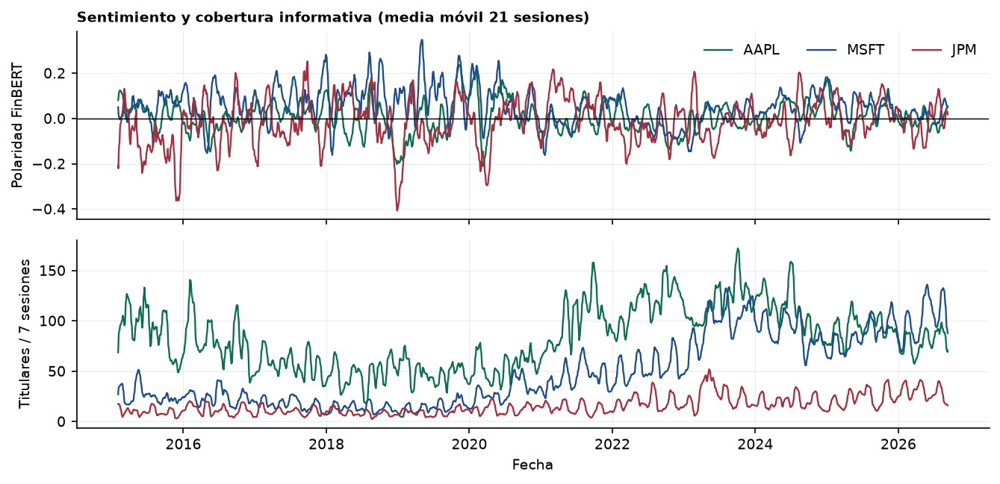 Sentimiento y cobertura informativa (media móvil 21 sesiones)
AAPL MSFT JPM
Polaridad FinBERT
0.2
0.0
−0.2
−0.4
Titulares / 7 sesiones
150
100
50
0
2016 2018 2020 2022 2024 2026
Fecha